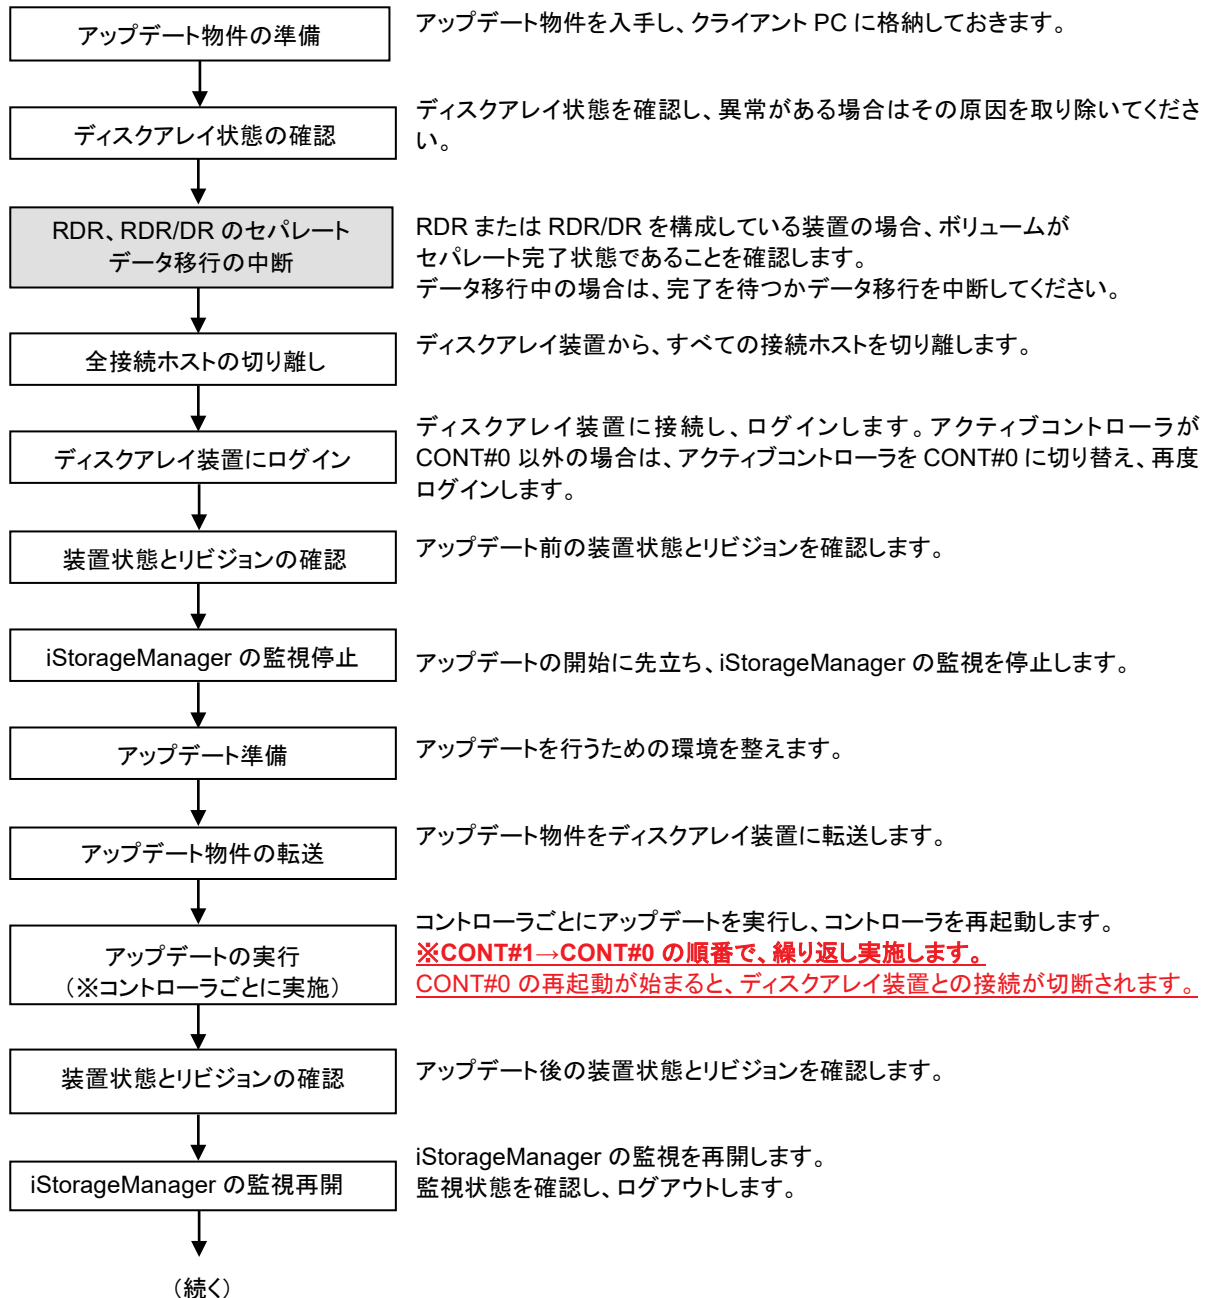 アップデート物件の準備
アップデート物件を入手し、クライアント PC に格納しておきます。
ディスクアレイ状態の確認
ディスクアレイ状態を確認し、異常がある場合はその原因を取り除いてくださ
い。
RDR、RDR/DR のセパレート
データ移行の中断
RDR または RDR/DR を構成している装置の場合、ボリュームが
セパレート完了状態であることを確認します。
データ移行中の場合は、完了を待つかデータ移行を中断してください。
全接続ホストの切り離し
ディスクアレイ装置から、すべての接続ホストを切り離します。
ディスクアレイ装置にログイン
ディスクアレイ装置に接続し、ログインします。アクティブコントローラが
CONT#0 以外の場合は、アクティブコントローラを CONT#0 に切り替え、再度
ログインします。
装置状態とリビジョンの確認
アップデート前の装置状態とリビジョンを確認します。
iStorageManager の監視停止
アップデートの開始に先立ち、iStorageManager の監視を停止します。
アップデート準備
アップデートを行うための環境を整えます。
アップデート物件の転送
アップデート物件をディスクアレイ装置に転送します。
アップデートの実行
（※コントローラごとに実施）
コントローラごとにアップデートを実行し、コントローラを再起動します。
※CONT#1→CONT#0 の順番で、繰り返し実施します。
CONT#0 の再起動が始まると、ディスクアレイ装置との接続が切断されます。
装置状態とリビジョンの確認
アップデート後の装置状態とリビジョンを確認します。
iStorageManager の監視再開
iStorageManager の監視を再開します。
監視状態を確認し、ログアウトします。
（続く）